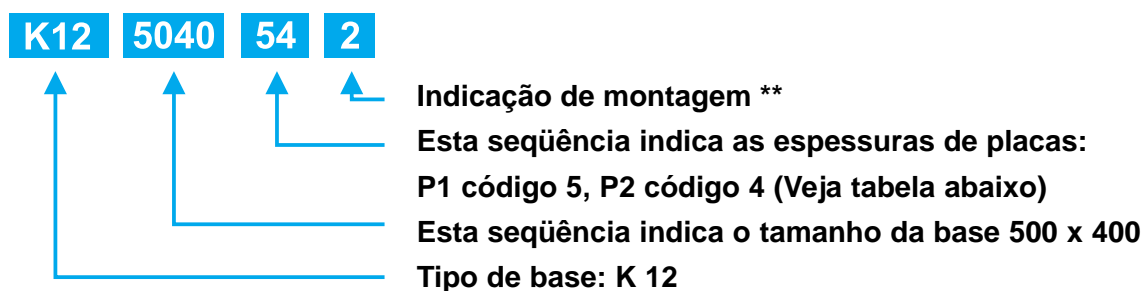 K12 5040 54 2
Indicação de montagem **
Esta seqüência indica as espessuras de placas:
P1 código 5, P2 código 4 (Veja tabela abaixo)
Esta seqüência indica o tamanho da base 500 x 400
Tipo de base: K 12